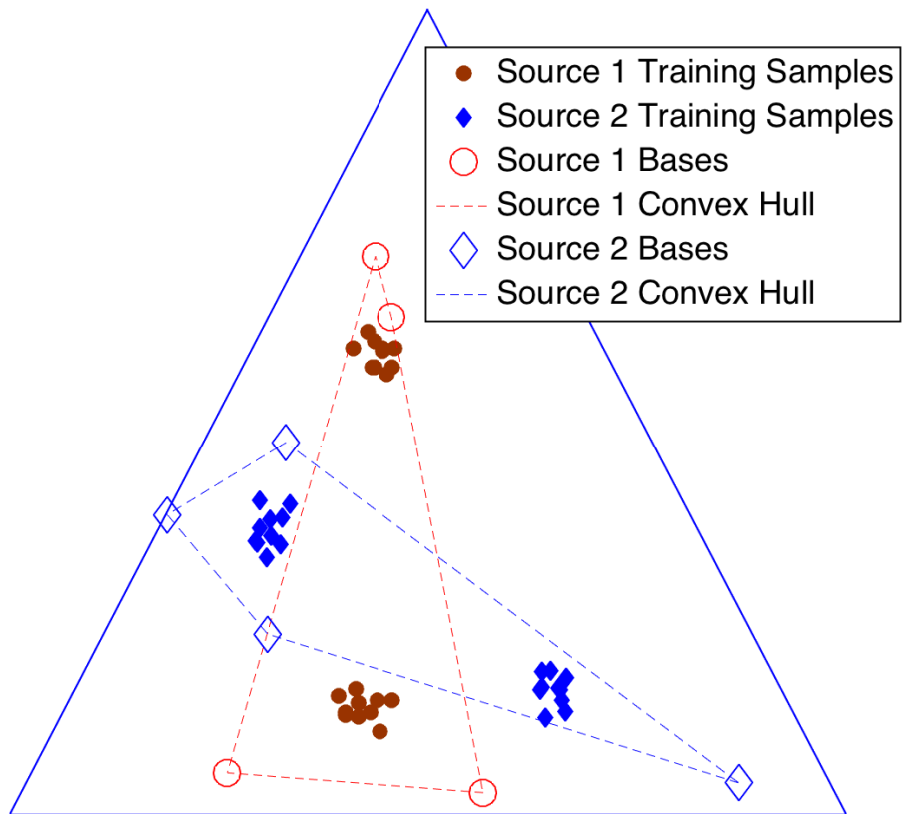 Source 1 Training Samples
Source 2 Training Samples
Source 1 Bases
Source 1 Convex Hull
Source 2 Bases
Source 2 Convex Hull